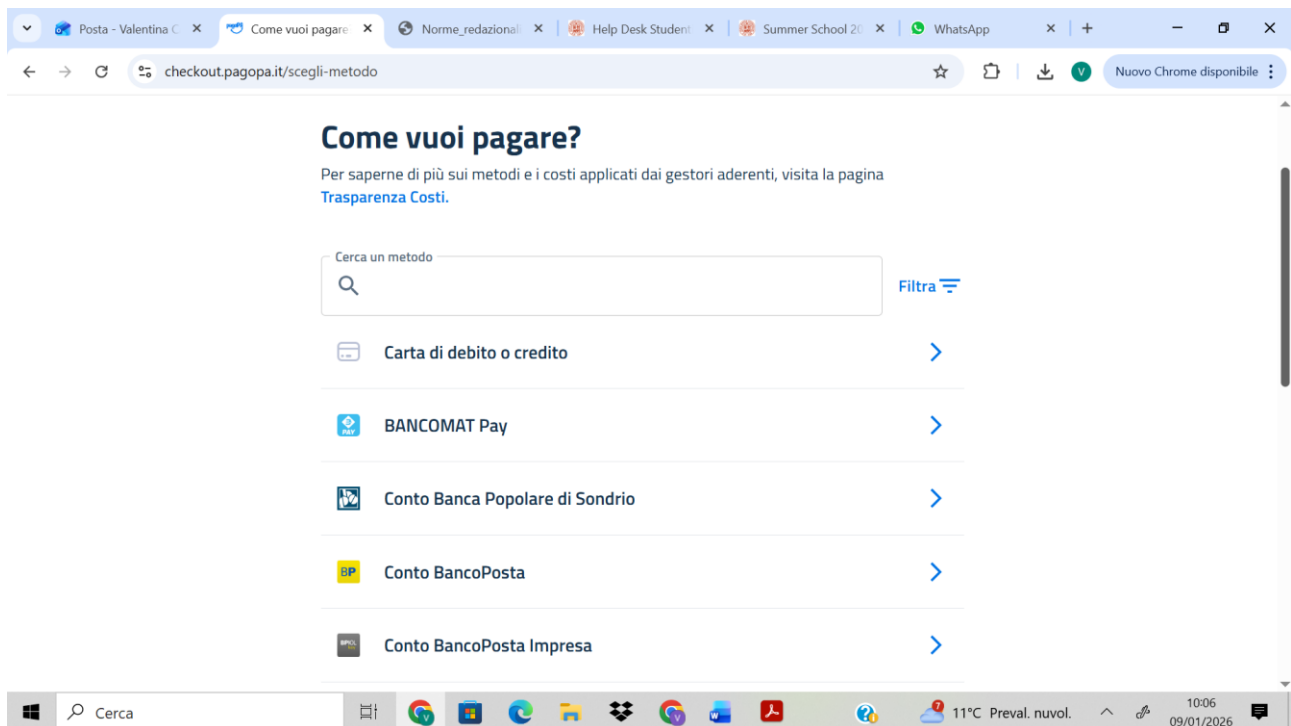 Posta - Valentina C
Come vuoi pagare
Norme_redazional
Help Desk Student
Summer School 20
WhatsApp
checkout.pagopa.it/scegli-metodo
V
Nuovo Chrome disponibile
Come vuoi pagare?
Per saperne di più sui metodi e i costi applicati dai gestori aderenti, visita la pagina
Trasparenza Costi.
Cerca un metodo
Filtra
Carta di debito o credito
PAY
BANCOMAT Pay
Conto Banca Popolare di Sondrio
BP
Conto BancoPosta
Conto BancoPosta Impresa
Cerca
11°C Preval. nuvol.
10:06
09/01/2026